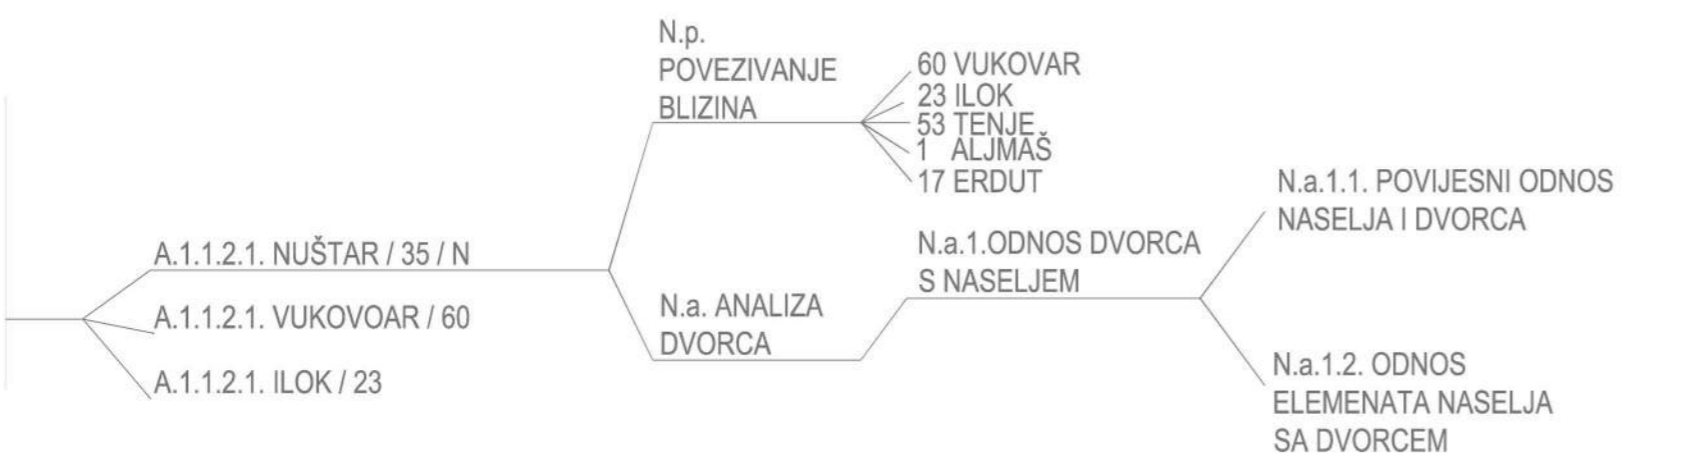 N.p.
POVEZIVANJE
BLIZINA
60 VUKOVAR
23 ILOK
53 TENJE
1 ALJMAŠ
17 ERDUT
A.1.1.2.1. NUŠTAR / 35 / N
A.1.1.2.1. VUKOVOAR / 60
A.1.1.2.1. ILOK / 23
N.a. ANALIZA
DVORCA
N.a.1.ODNOS DVORCA
S NASELJEM
N.a.1.1. POVIJESNI ODNOS
NASELJA I DVORCA
N.a.1.2. ODNOS
ELEMENATA NASELJA
SA DVORCEM